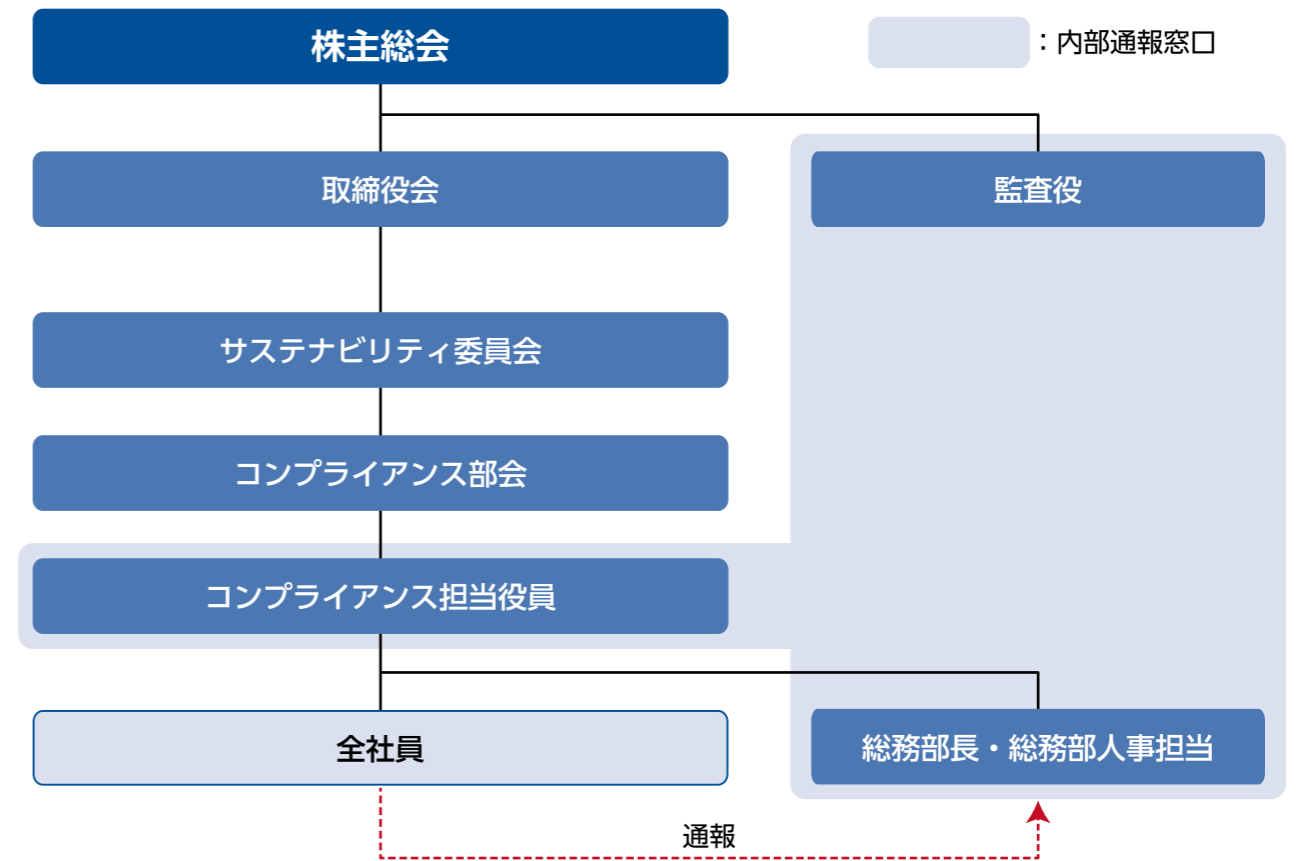 株主総会
：内部通報窓口
取締役会
監査役
サステナビリティ委員会
コンプライアンス部会
コンプライアンス担当役員
全社員
総務部長・総務部人事担当
通報